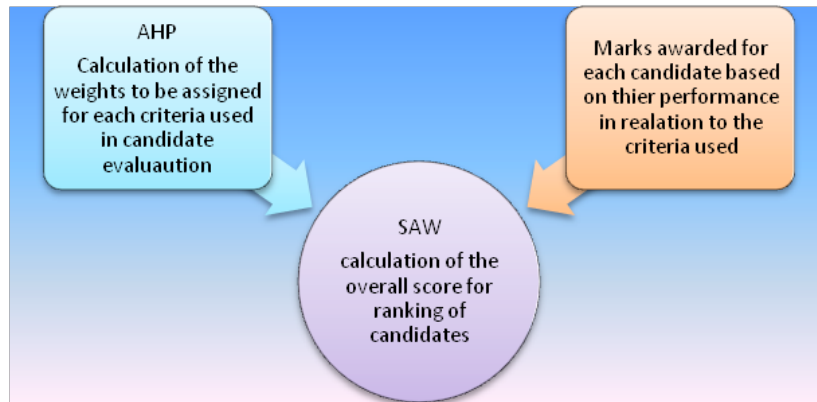 AHP
Calculation of the
weights to be assigned
for each criteria used
in candidate
evaluaution
Marks awarded for
each candidate based
on thier performance
in realation to the
criteria used
SAW
calculation of the
overall score for
ranking of
candidates